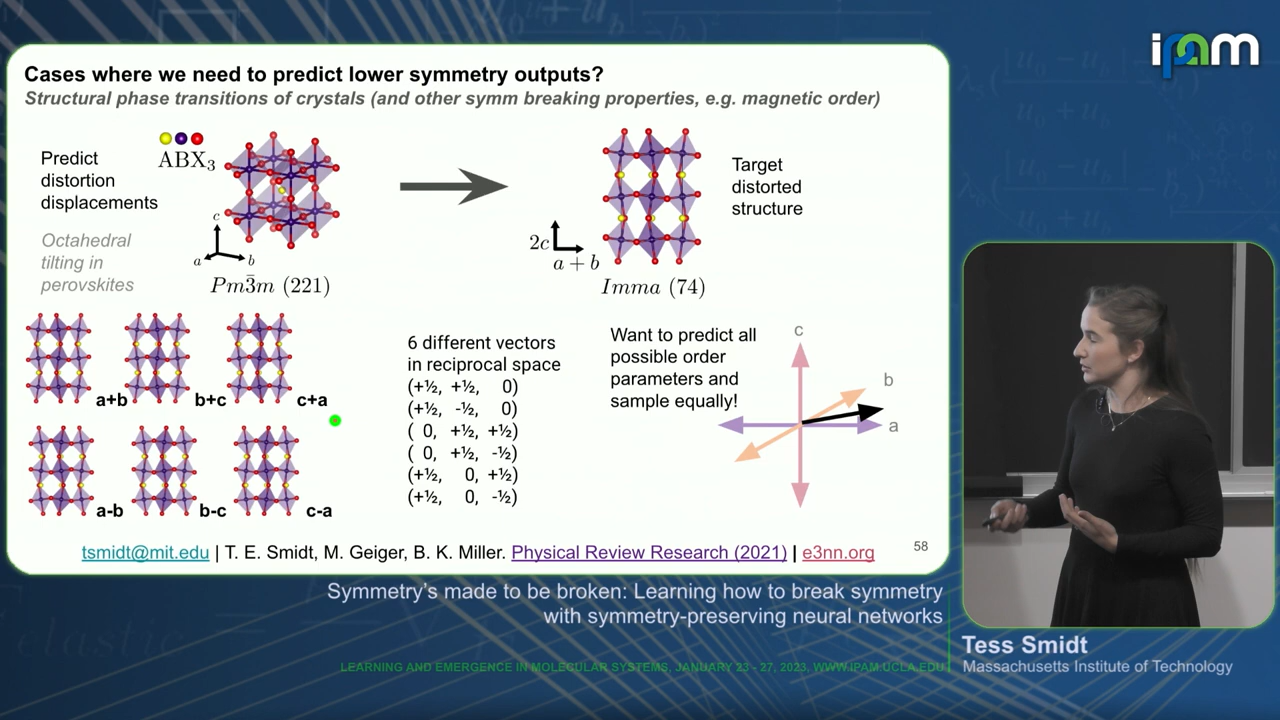 ipam
Cases where we need to predict lower symmetry outputs?
Structural phase transitions of crystals (and other symm breaking properties, e.g. magnetic order)
Predict
distortion
displacements
ABX₃
Octahedral
tilting in
perovskites
c
a
b
Pm3̅m (221)
2c
a + b
Imma (74)
Target
distorted
structure
a+b
b+c
c+a
a-b
b-c
c-a
6 different vectors
in reciprocal space
(+½, +½, 0)
(+½, -½, 0)
( 0, +½, +½)
( 0, +½, -½)
(+½, 0, +½)
(+½, 0, -½)
Want to predict all
possible order
parameters and
sample equally!
c
b
a
tsmidt@mit.edu | T. E. Smidt, M. Geiger, B. K. Miller. Physical Review Research (2021) | e3nn.org
58
Symmetry's made to be broken: Learning how to break symmetry
with symmetry-preserving neural networks
LEARNING AND EMERGENCE IN MOLECULAR SYSTEMS, JANUARY 23 - 27, 2023, WWW.IPAM.UCLA.EDU
Tess Smidt
Massachusetts Institute of Technology
elastic